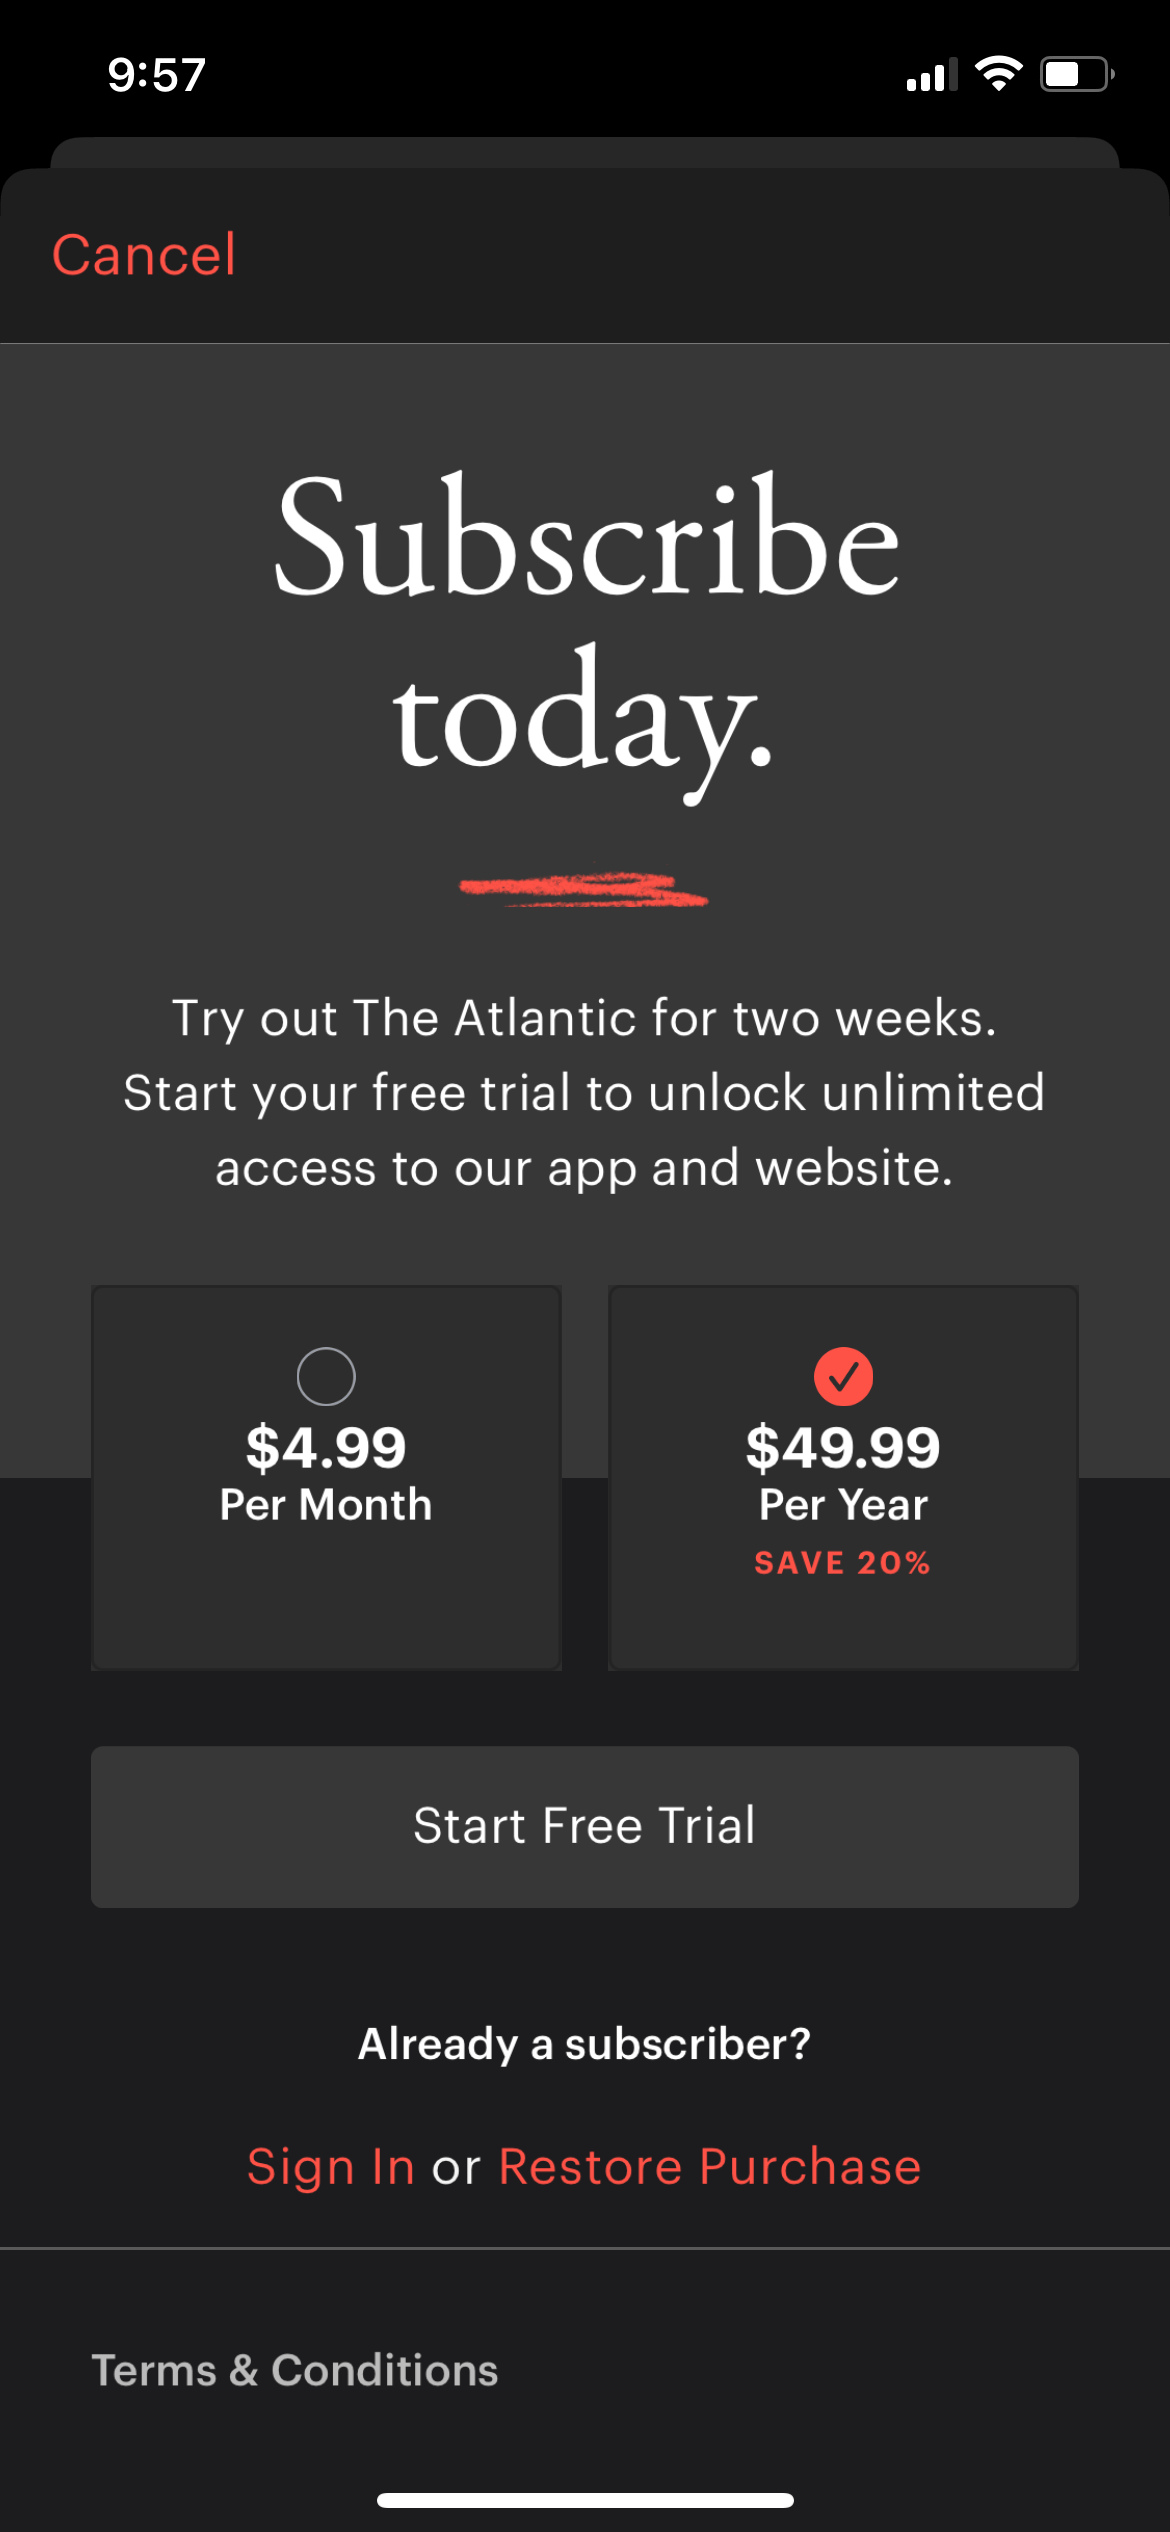 9:57
Cancel
Subscribe
today.
Try out The Atlantic for two weeks.
Start your free trial to unlock unlimited
access to our app and website.
$4.99
Per Month
$49.99
Per Year
SAVE 20%
Start Free Trial
Already a subscriber?
Sign In or Restore Purchase
Terms & Conditions